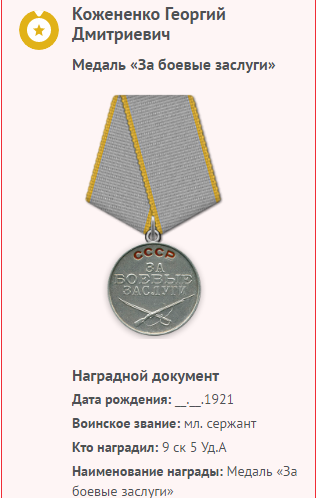 Кожененко Георгий
Дмитриевич
Медаль «За боевые заслуги»
СССР
ЗА
БОЕВЫЕ
ЗАСЛУГИ
Наградной документ
Дата рождения: __.__.1921
Воинское звание: мл. сержант
Кто наградил: 9 ск 5 Уд.А
Наименование награды: Медаль «За
боевые заслуги»